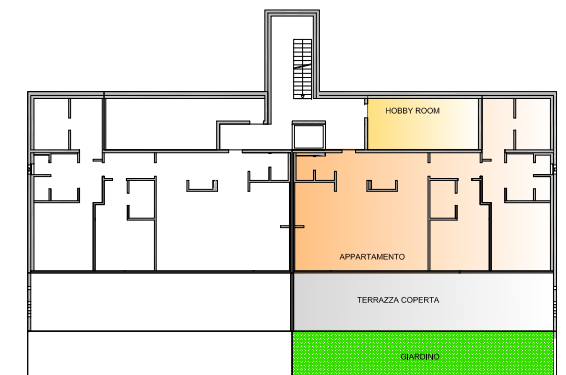 HOBBY ROOM
APPARTAMENTO
TERRAZZA COPERTA
GIARDINO